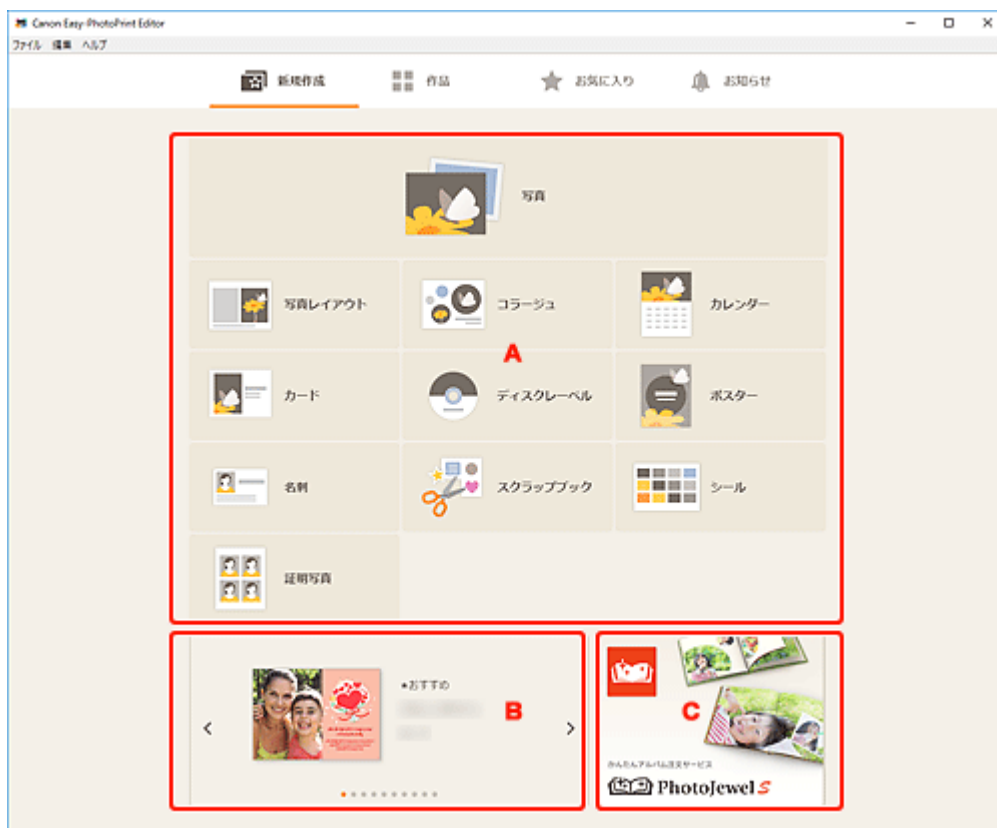 Canon Easy-PhotoPrint Editor
ファイル 編集 ヘルプ
新規作成 作品 お気に入り お知らせ
写真
写真レイアウト コラージュ カレンダー
A
カード ディスクレーベル ポスター
名刺 スクラップブック シール
証明写真
★おすすめ
B
C
かんたんアルバム注文サービス
PhotoJewel S